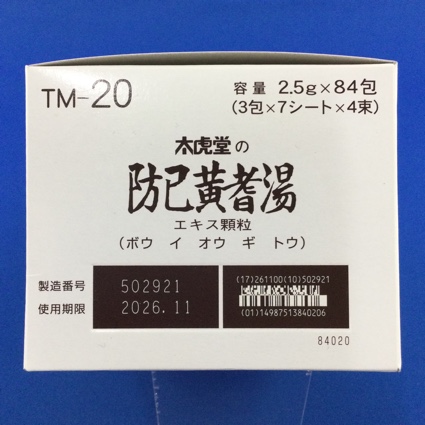 TM-20
容量 2.5g×84包
(3包×7シート×4束)
太虎堂の
防已黄耆湯
エキス顆粒
(ボウ イ オウ ギ トウ)
製造番号 502921
使用期限 2026.11
(17)261100(10)502921
(01)14987513840206
84020